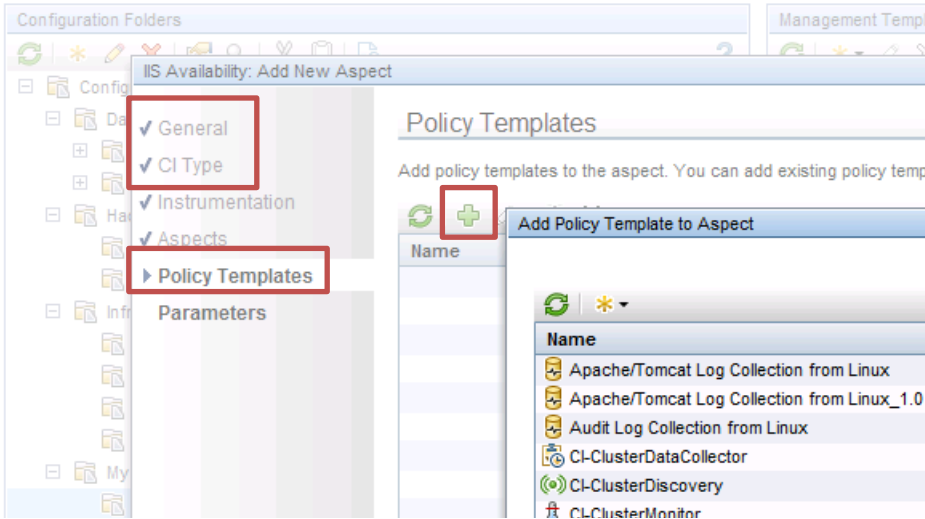 Configuration Folders
Management Templ
IIS Availability: Add New Aspect
Config
Da
Ha
Infr
My
General
CI Type
Instrumentation
Aspects
Policy Templates
Parameters
Policy Templates
Add policy templates to the aspect. You can add existing policy temp
Name
Add Policy Template to Aspect
Name
Apache/Tomcat Log Collection from Linux
Apache/Tomcat Log Collection from Linux_1.0
Audit Log Collection from Linux
CI-ClusterDataCollector
CI-ClusterDiscovery
CI-ClusterMonitor